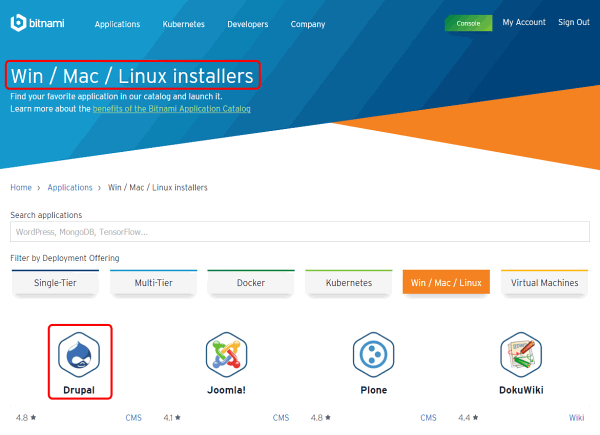 bitnami Applications Kubernetes Developers Company Console My Account Sign Out
Win / Mac / Linux installers
Find your favorite application in our catalog and launch it.
Learn more about the benefits of the Bitnami Application Catalog
Home › Applications › Win / Mac / Linux installers
Search applications
WordPress, MongoDB, TensorFlow...
Filter by Deployment Offering
Single-Tier Multi-Tier Docker Kubernetes Win / Mac / Linux Virtual Machines
Drupal Joomla! Plone DokuWiki
4.8 ★ CMS 4.1 ★ CMS 4.8 ★ CMS 4.4 ★ Wiki